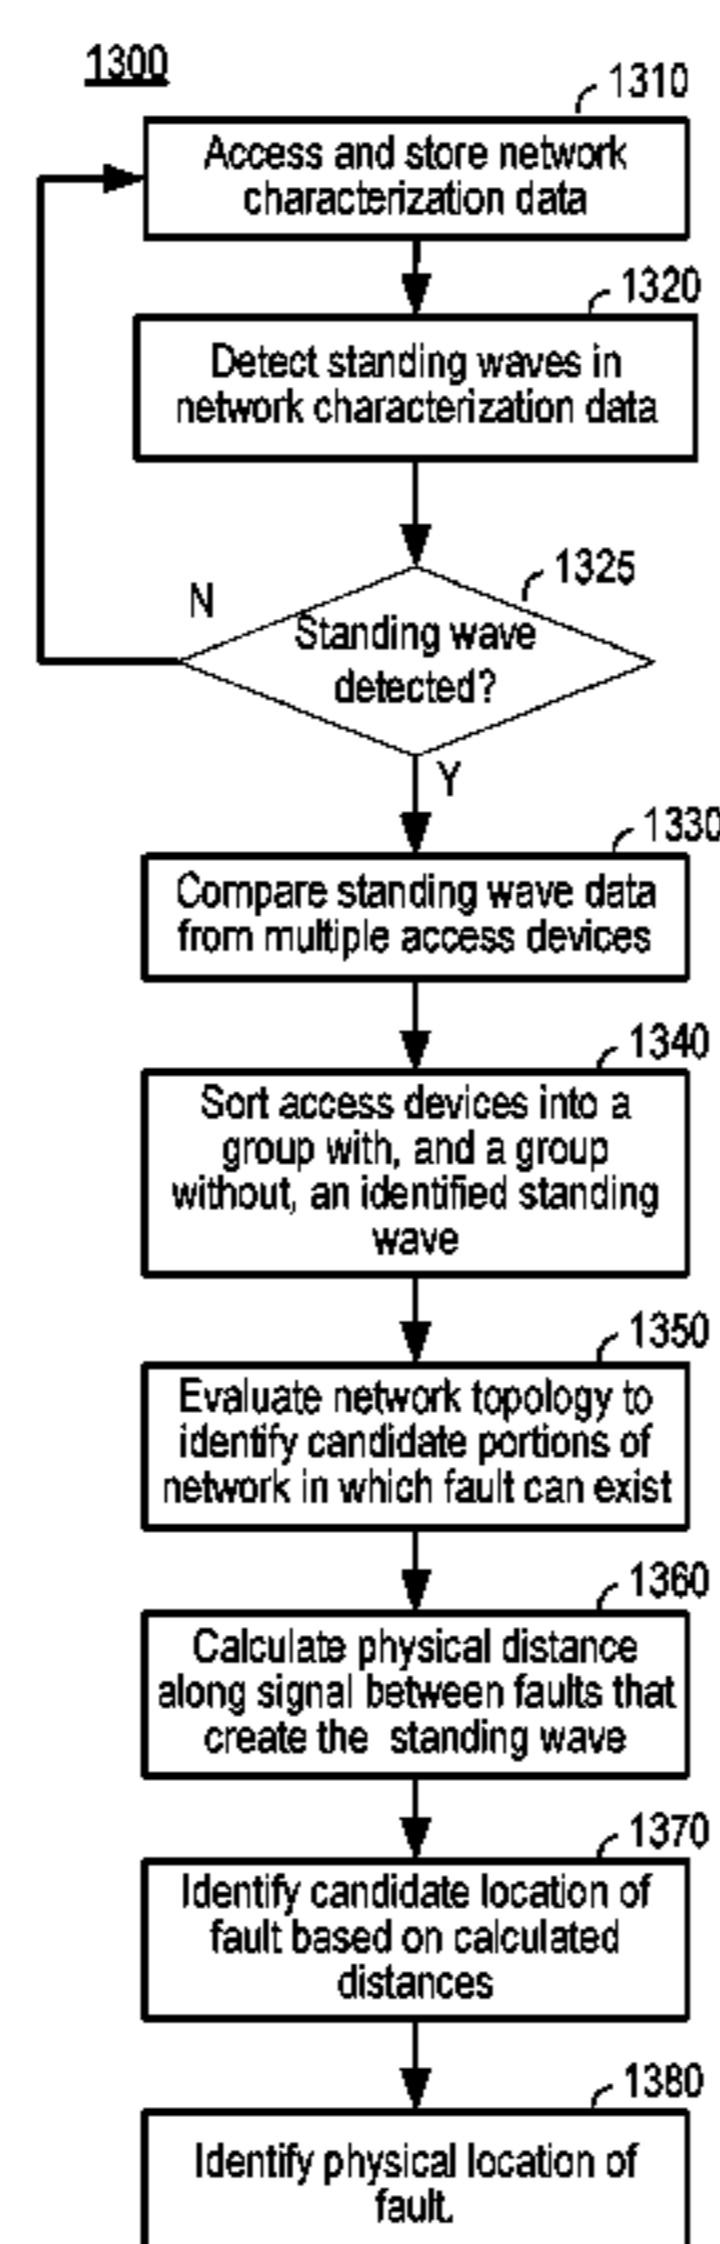 1300
1310
Access and store network
characterization data
1320
Detect standing waves in
network characterization data
1325
N
Standing wave
detected?
Y
1330
Compare standing wave data
from multiple access devices
1340
Sort access devices into a
group with, and a group
without, an identified standing
wave
1350
Evaluate network topology to
identify candidate portions of
network in which fault can exist
1360
Calculate physical distance
along signal between faults that
create the standing wave
1370
Identify candidate location of
fault based on calculated
distances
1380
Identify physical location of
fault.